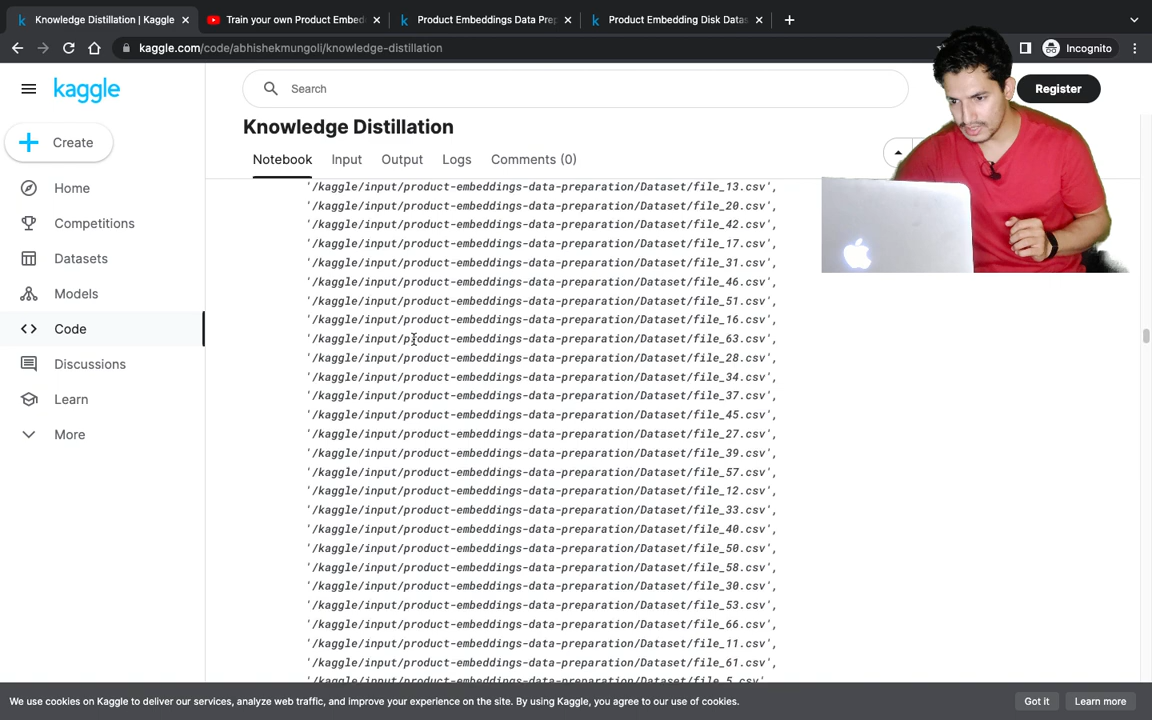 Knowledge Distillation | Kaggle
Train your own Product Embed
Product Embeddings Data Prep
Product Embedding Disk Datas
kaggle.com/code/abhishekmungoli/knowledge-distillation
Incognito
kaggle
Search
Register
Create
Knowledge Distillation
Notebook Input Output Logs Comments (0)
Home
Competitions
Datasets
Models
Code
Discussions
Learn
More
'/kaggle/input/product-embeddings-data-preparation/Dataset/file_13.csv',
'/kaggle/input/product-embeddings-data-preparation/Dataset/file_20.csv',
'/kaggle/input/product-embeddings-data-preparation/Dataset/file_42.csv',
'/kaggle/input/product-embeddings-data-preparation/Dataset/file_17.csv',
'/kaggle/input/product-embeddings-data-preparation/Dataset/file_31.csv',
'/kaggle/input/product-embeddings-data-preparation/Dataset/file_46.csv',
'/kaggle/input/product-embeddings-data-preparation/Dataset/file_51.csv',
'/kaggle/input/product-embeddings-data-preparation/Dataset/file_16.csv',
'/kaggle/input/product-embeddings-data-preparation/Dataset/file_63.csv',
'/kaggle/input/product-embeddings-data-preparation/Dataset/file_28.csv',
'/kaggle/input/product-embeddings-data-preparation/Dataset/file_34.csv',
'/kaggle/input/product-embeddings-data-preparation/Dataset/file_37.csv',
'/kaggle/input/product-embeddings-data-preparation/Dataset/file_45.csv',
'/kaggle/input/product-embeddings-data-preparation/Dataset/file_27.csv',
'/kaggle/input/product-embeddings-data-preparation/Dataset/file_39.csv',
'/kaggle/input/product-embeddings-data-preparation/Dataset/file_57.csv',
'/kaggle/input/product-embeddings-data-preparation/Dataset/file_12.csv',
'/kaggle/input/product-embeddings-data-preparation/Dataset/file_33.csv',
'/kaggle/input/product-embeddings-data-preparation/Dataset/file_40.csv',
'/kaggle/input/product-embeddings-data-preparation/Dataset/file_50.csv',
'/kaggle/input/product-embeddings-data-preparation/Dataset/file_58.csv',
'/kaggle/input/product-embeddings-data-preparation/Dataset/file_30.csv',
'/kaggle/input/product-embeddings-data-preparation/Dataset/file_53.csv',
'/kaggle/input/product-embeddings-data-preparation/Dataset/file_66.csv',
'/kaggle/input/product-embeddings-data-preparation/Dataset/file_11.csv',
'/kaggle/input/product-embeddings-data-preparation/Dataset/file_61.csv',
'/kaggle/input/product-embeddings-data-preparation/Dataset/file_5.csv',
We use cookies on Kaggle to deliver our services, analyze web traffic, and improve your experience on the site. By using Kaggle, you agree to our use of cookies.
Got it
Learn more